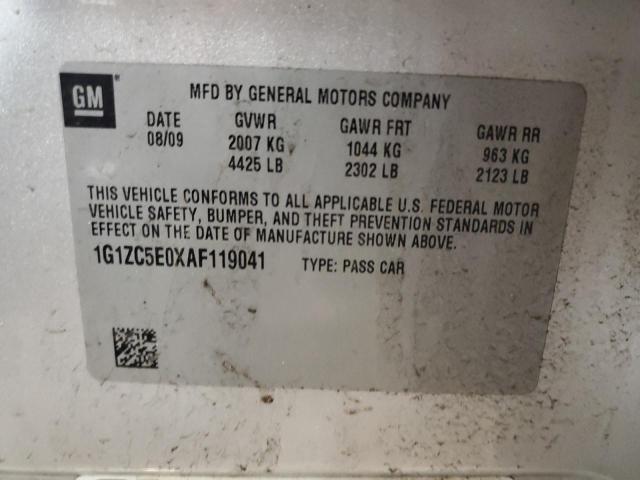 GM
MFD BY GENERAL MOTORS COMPANY
DATE GVWR GAWR FRT GAWR RR
08/09 2007 KG 1044 KG 963 KG
4425 LB 2302 LB 2123 LB
THIS VEHICLE CONFORMS TO ALL APPLICABLE U.S. FEDERAL MOTOR
VEHICLE SAFETY, BUMPER, AND THEFT PREVENTION STANDARDS IN
EFFECT ON THE DATE OF MANUFACTURE SHOWN ABOVE.
1G1ZC5E0XAF119041 TYPE: PASS CAR